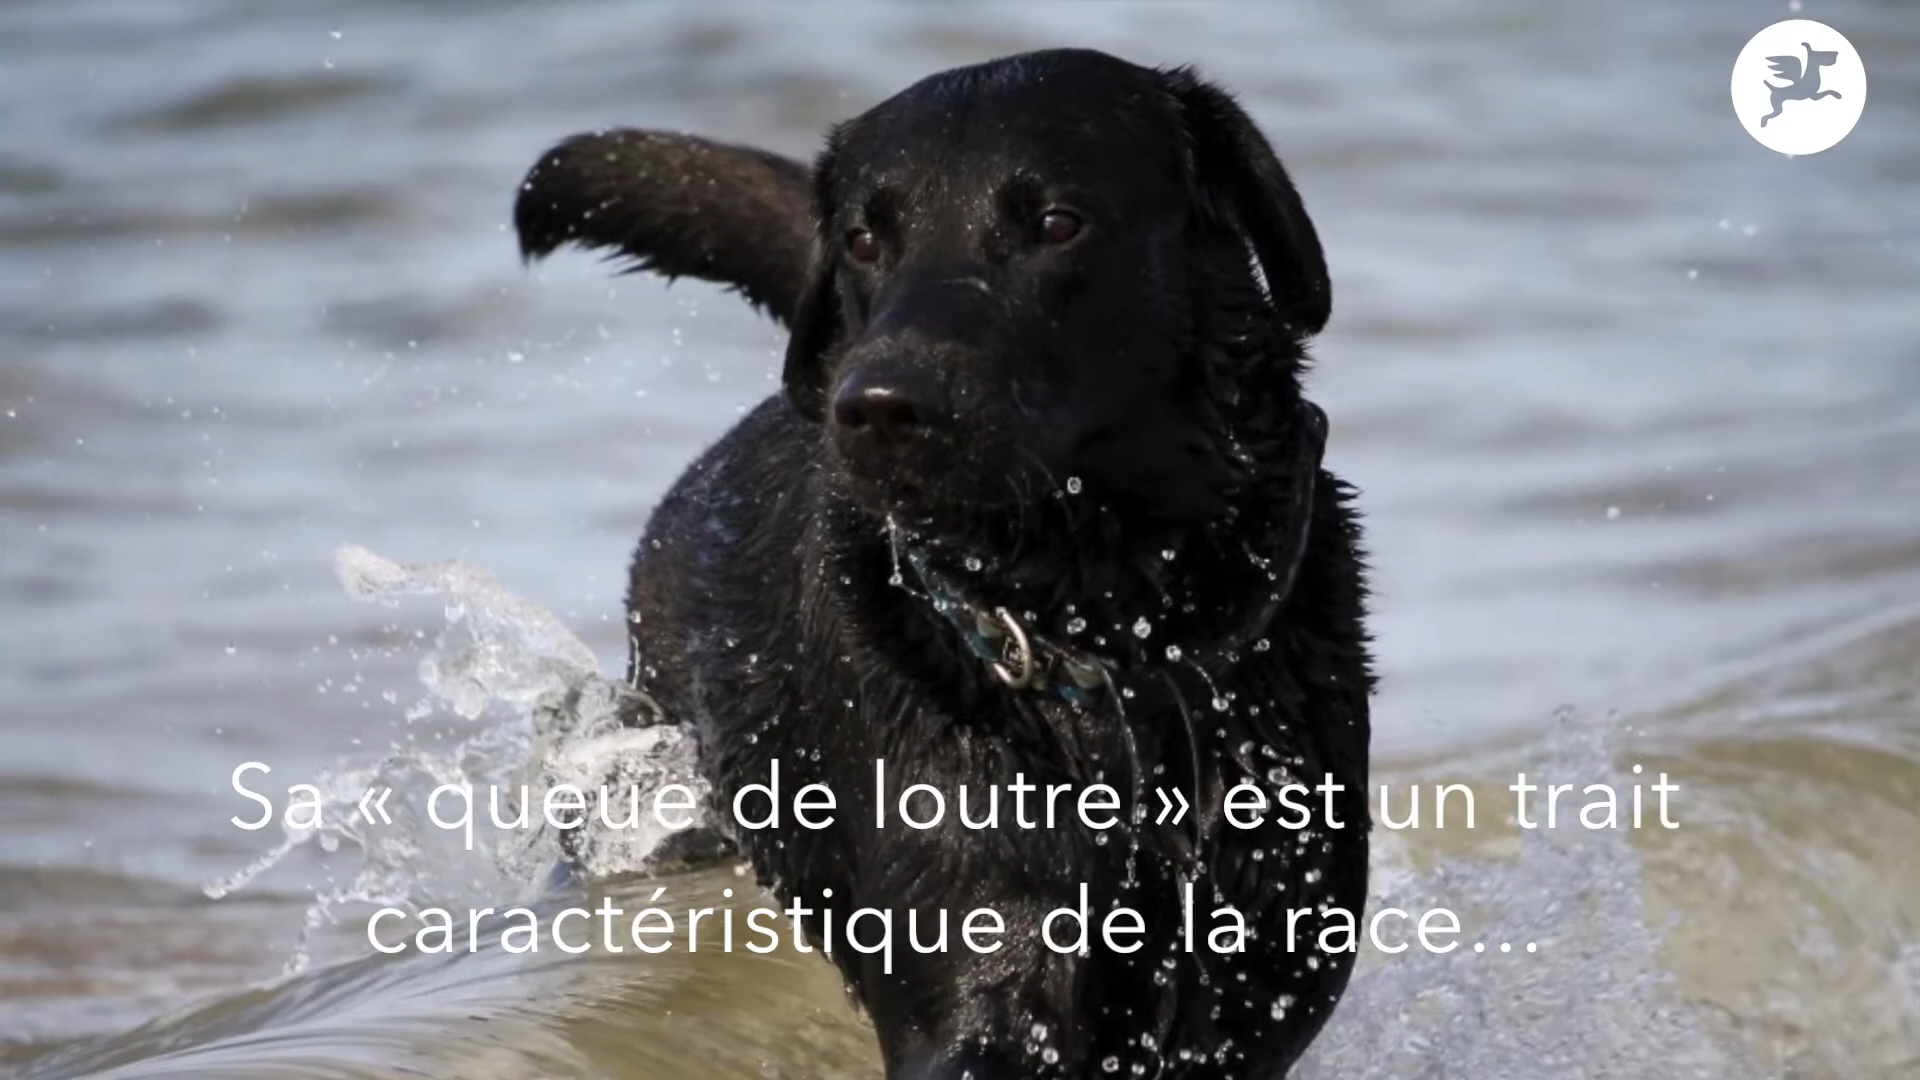 Sa « queue de loutre » est un trait
caractéristique de la race...